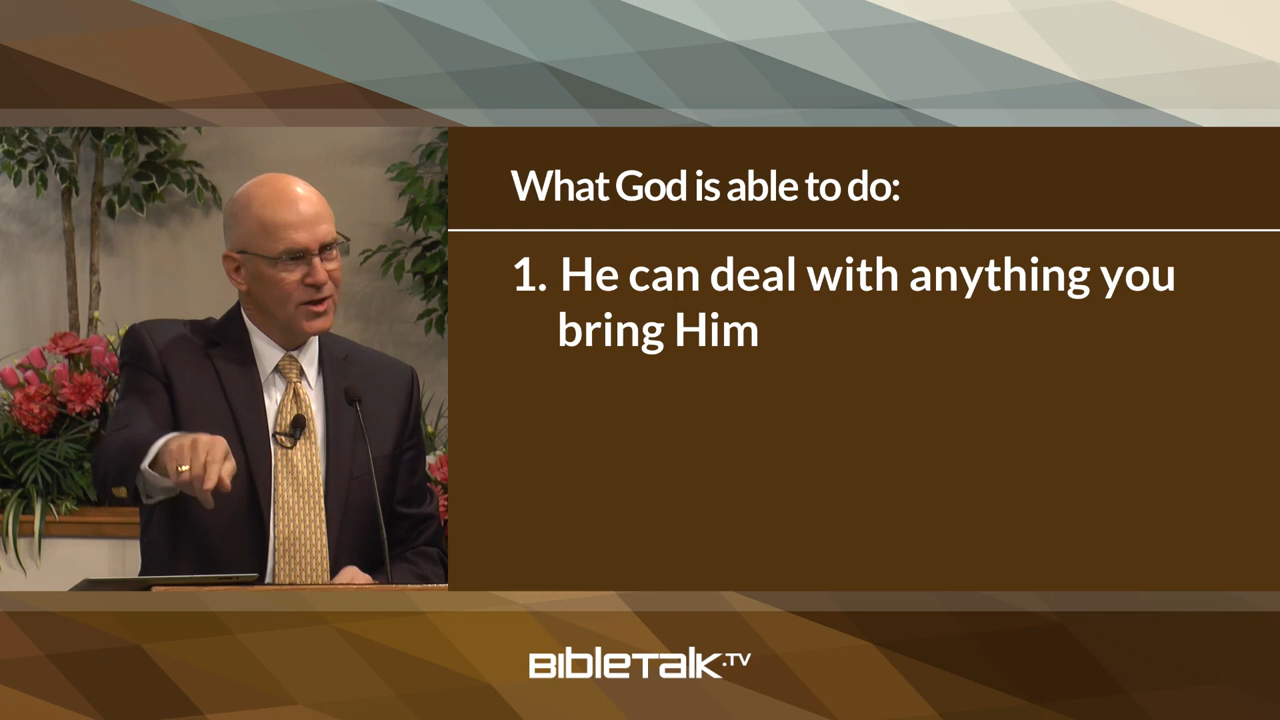 What God is able to do:
1. He can deal with anything you
bring Him
BIBLETALK.TV